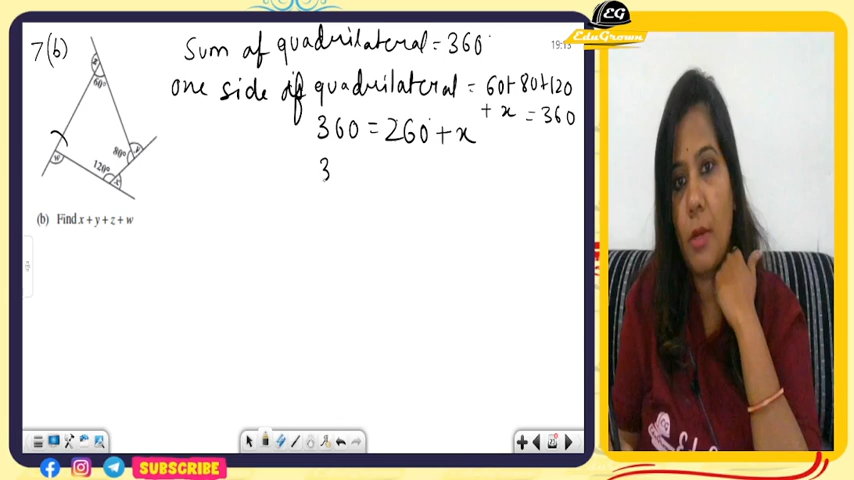 7(b)
Sum of quadrilateral = 360°
one side of quadrilateral = 60+80+120
+ x = 360
360 = 260 + x
3
z
60°
80°
y
w
120°
x
(b) Find x + y + z + w
EG
EduGrown
19:13
SUBSCRIBE